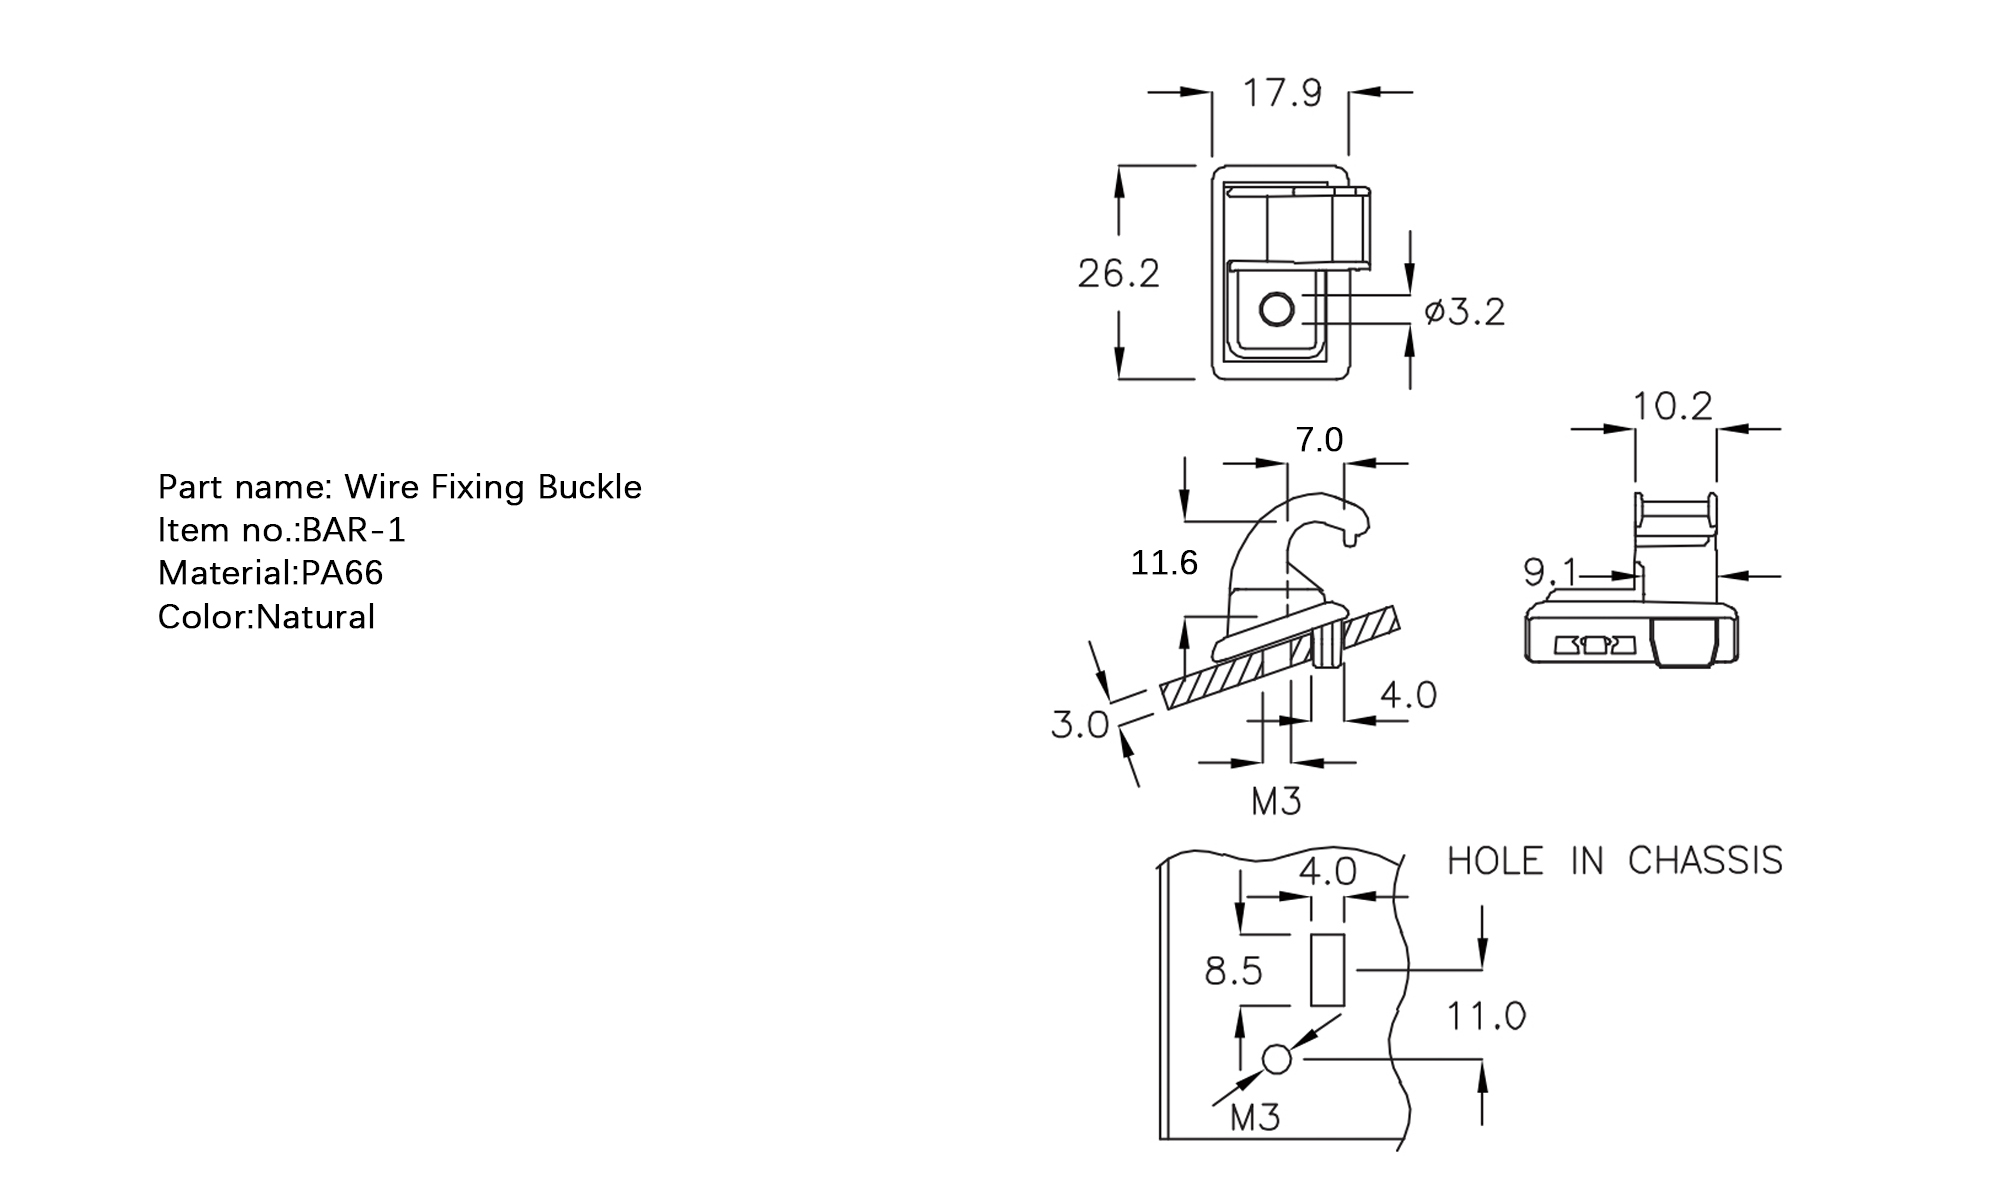 Part name: Wire Fixing Buckle
Item no.:BAR-1
Material:PA66
Color:Natural
17.9
26.2
ø3.2
10.2
7.0
11.6
9.1
4.0
3.0
M3
HOLE IN CHASSIS
4.0
8.5
11.0
M3